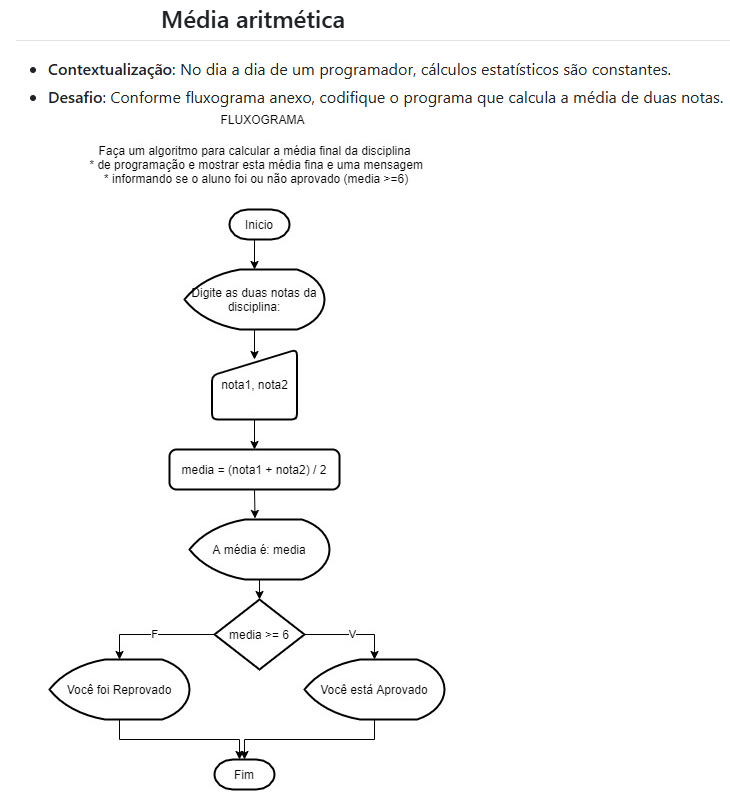 Média aritmética
Contextualização: No dia a dia de um programador, cálculos estatísticos são constantes.
Desafio: Conforme fluxograma anexo, codifique o programa que calcula a média de duas notas.
FLUXOGRAMA
Faça um algoritmo para calcular a média final da disciplina
* de programação e mostrar esta média fina e uma mensagem
* informando se o aluno foi ou não aprovado (media >=6)
Inicio
Digite as duas notas da
disciplina:
nota1, nota2
media = (nota1 + nota2) / 2
A média é: media
media >= 6
F
V
Você foi Reprovado
Você está Aprovado
Fim